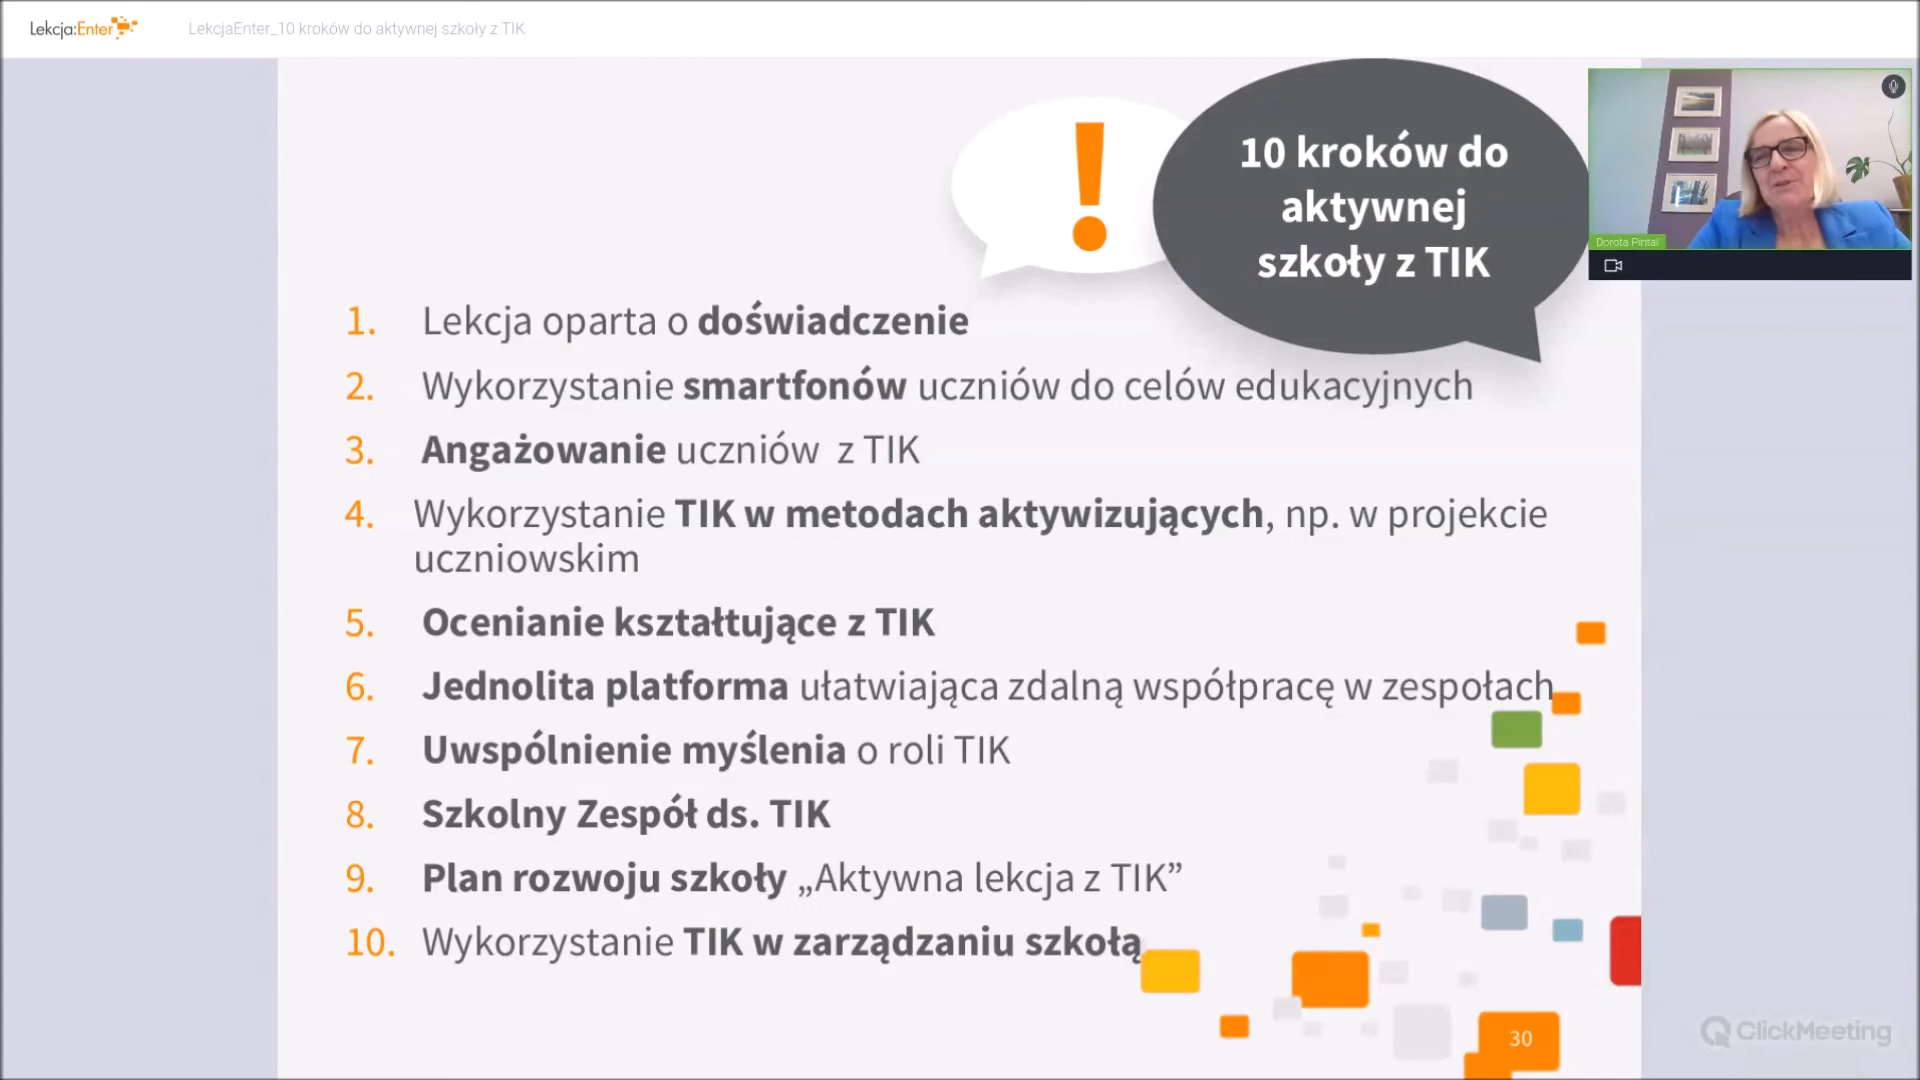 Lekcja:Enter
LekcjaEnter_10 kroków do aktywnej szkoły z TIK
!
10 kroków do
aktywnej
szkoły z TIK
Dorota Pintal
1. Lekcja oparta o doświadczenie
2. Wykorzystanie smartfonów uczniów do celów edukacyjnych
3. Angażowanie uczniów z TIK
4. Wykorzystanie TIK w metodach aktywizujących, np. w projekcie
uczniowskim
5. Ocenianie kształtujące z TIK
6. Jednolita platforma ułatwiająca zdalną współpracę w zespołach
7. Uwspólnienie myślenia o roli TIK
8. Szkolny Zespół ds. TIK
9. Plan rozwoju szkoły „Aktywna lekcja z TIK”
10. Wykorzystanie TIK w zarządzaniu szkołą
30
ClickMeeting